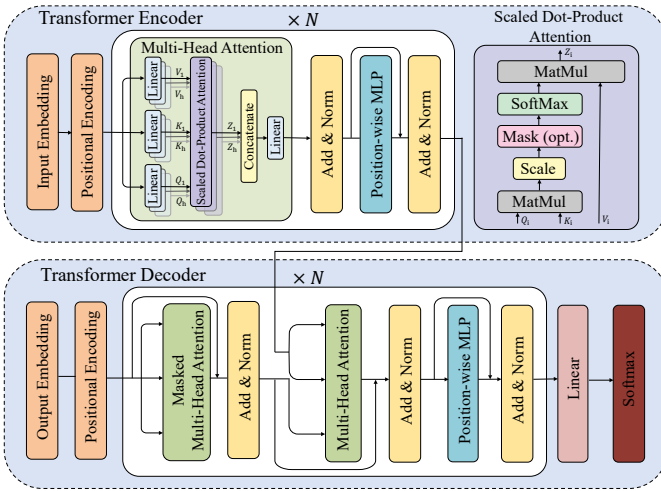 Transformer Encoder
× N
Input Embedding
Positional Encoding
Multi-Head Attention
Linear
Linear
Linear
V₁
Vₕ
K₁
Kₕ
Q₁
Qₕ
Scaled Dot-Product Attention
Z₁
Zₕ
Concatenate
Linear
Add & Norm
Position-wise MLP
Add & Norm
Scaled Dot-Product
Attention
Zᵢ
MatMul
SoftMax
Mask (opt.)
Scale
MatMul
Qᵢ
Kᵢ
Vᵢ
Transformer Decoder
× N
Output Embedding
Positional Encoding
Masked
Multi-Head Attention
Add & Norm
Multi-Head Attention
Add & Norm
Position-wise MLP
Add & Norm
Linear
Softmax